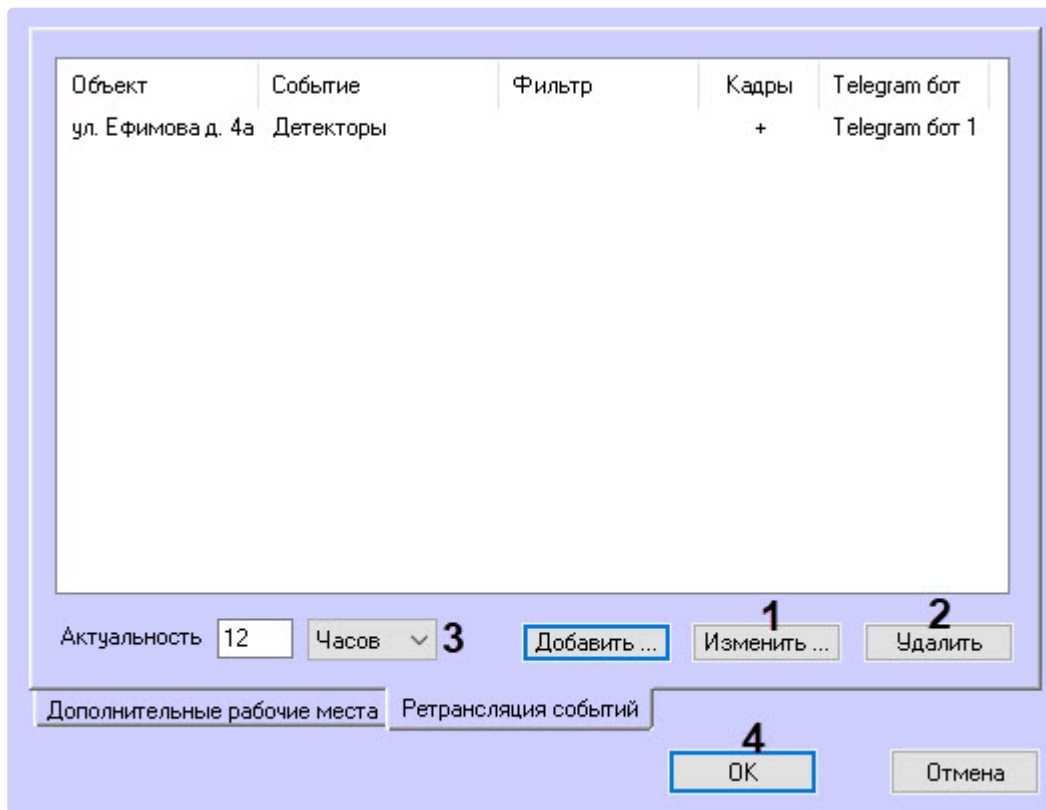 Объект Событие Фильтр Кадры Telegram бот
ул. Ефимова д. 4а Детекторы + Telegram бот 1
1 2
Актуальность 12 Часов 3 Добавить ... Изменить ... Удалить
Дополнительные рабочие места Ретрансляция событий
4
OK Отмена